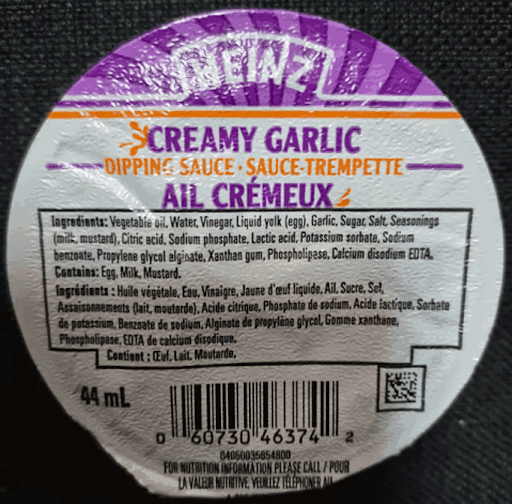 HEINZ
CREAMY GARLIC
DIPPING SAUCE • SAUCE-TREMPETTE
AIL CRÉMEUX
Ingredients: Vegetable oil, Water, Vinegar, Liquid yolk (egg), Garlic, Sugar, Salt, Seasonings
(milk, mustard), Citric acid, Sodium phosphate, Lactic acid, Potassium sorbate, Sodium
benzoate, Propylene glycol alginate, Xanthan gum, Phospholipase, Calcium disodium EDTA.
Contains: Egg, Milk, Mustard.
Ingrédients : Huile végétale, Eau, Vinaigre, Jaune d'œuf liquide, Ail, Sucre, Sel,
Assaisonnements (lait, moutarde), Acide citrique, Phosphate de sodium, Acide lactique, Sorbate
de potassium, Benzoate de sodium, Alginate de propylène glycol, Gomme xanthane,
Phospholipase, EDTA de calcium disodique.
Contient : Œuf, Lait, Moutarde.
44 mL
0 60730 46374 2
04060035654800
FOR NUTRITION INFORMATION PLEASE CALL / POUR
LA VALEUR NUTRITIVE, VEUILLEZ TÉLÉPHONER AU